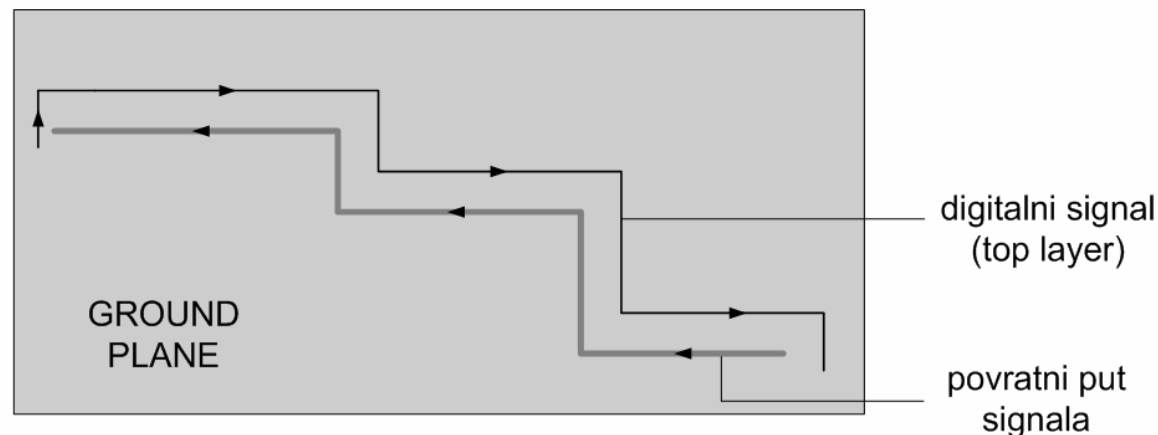 digitalni signal
(top layer)
GROUND
PLANE
povratni put
signala